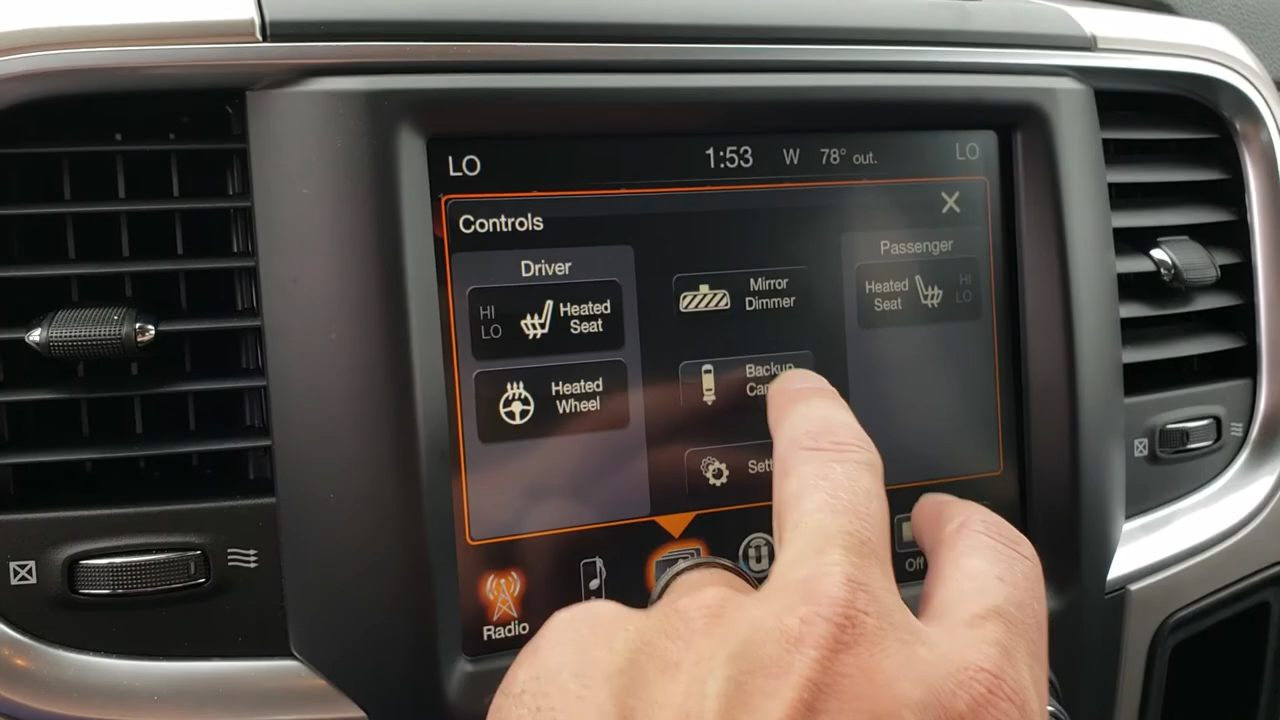 LO 1:53 W 78° out. LO
Controls
Driver
HI
LO
Heated
Seat
Heated
Wheel
Mirror
Dimmer
Backup
Passenger
Heated
Seat
HI
LO
Radio
Off